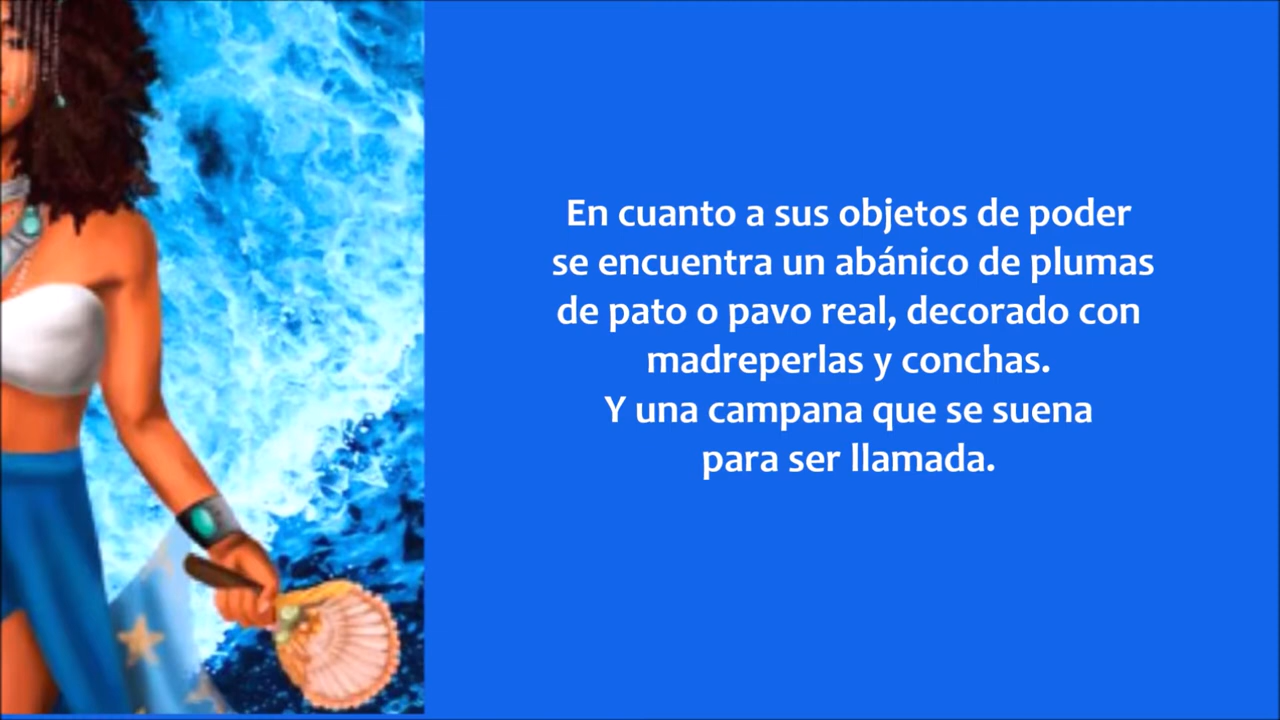 En cuanto a sus objetos de poder
se encuentra un abánico de plumas
de pato o pavo real, decorado con
madreperlas y conchas.
Y una campana que se suena
para ser llamada.